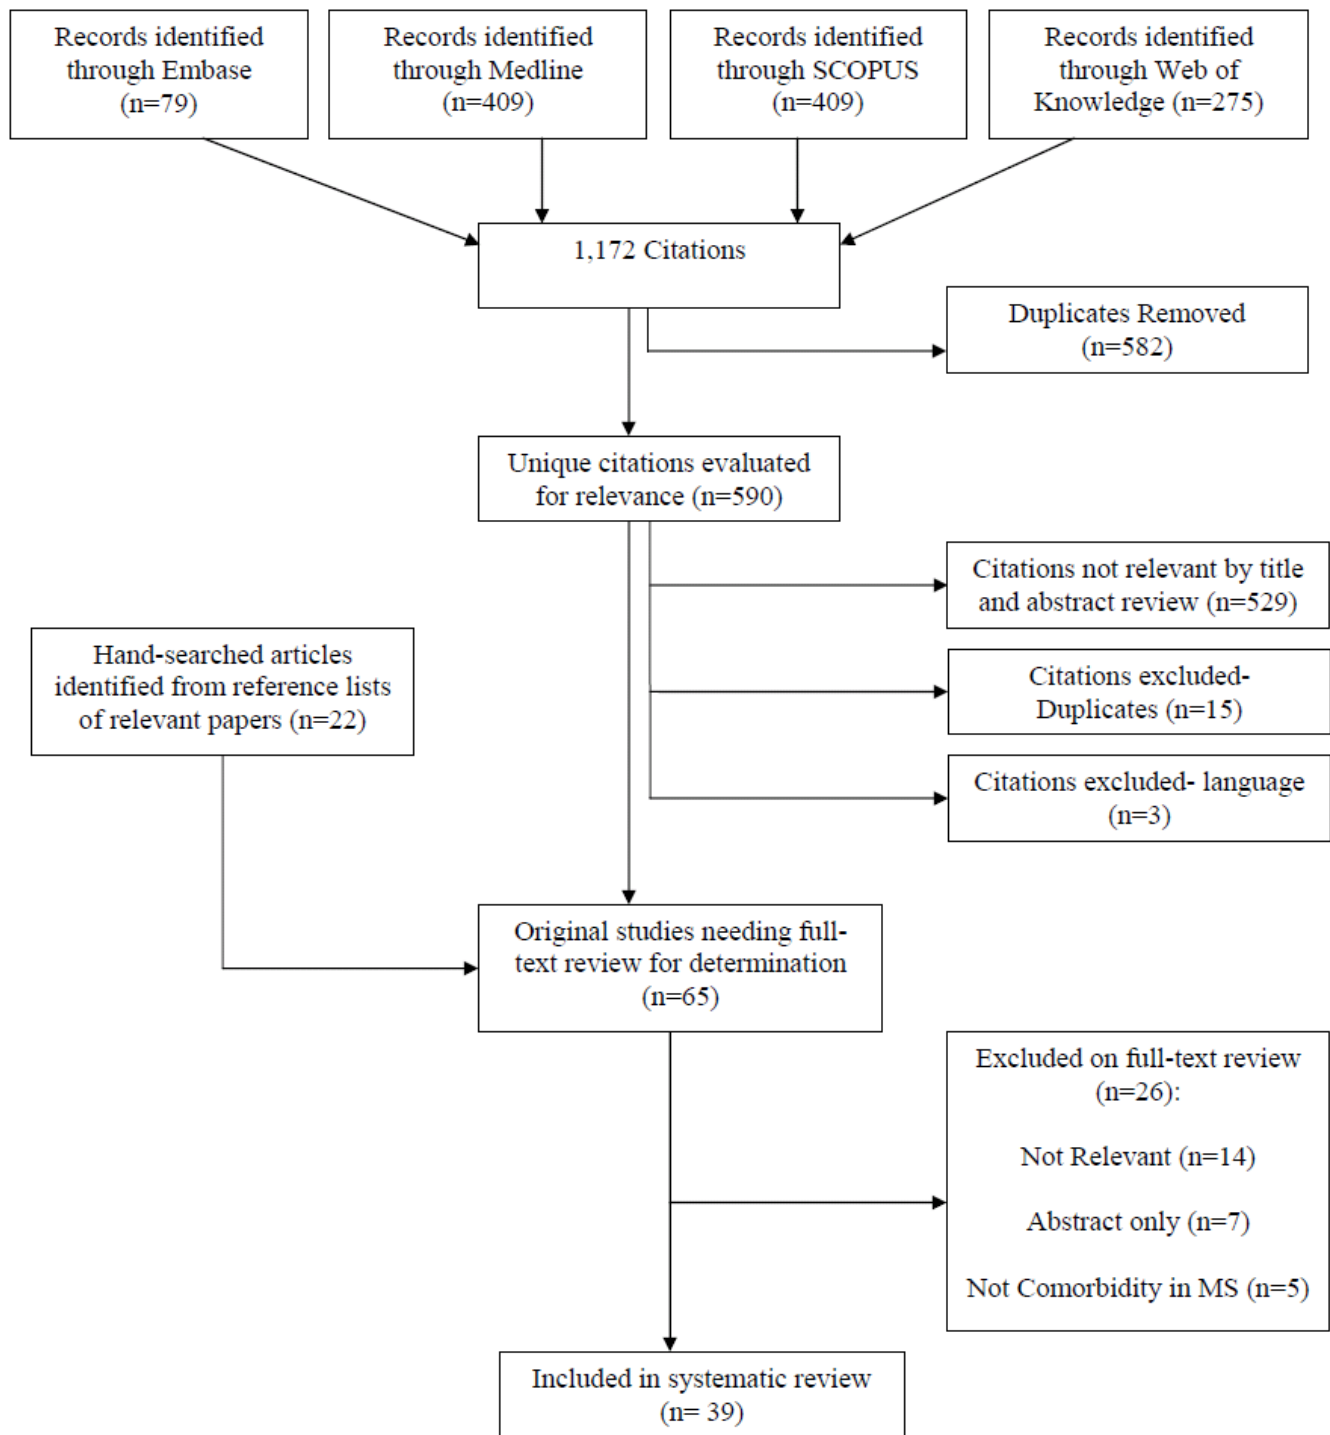 Records identified
through Embase
(n=79)
Records identified
through Medline
(n=409)
Records identified
through SCOPUS
(n=409)
Records identified
through Web of
Knowledge (n=275)
1,172 Citations
Duplicates Removed
(n=582)
Unique citations evaluated
for relevance (n=590)
Citations not relevant by title
and abstract review (n=529)
Hand-searched articles
identified from reference lists
of relevant papers (n=22)
Citations excluded-
Duplicates (n=15)
Citations excluded- language
(n=3)
Original studies needing full-
text review for determination
(n=65)
Excluded on full-text review
(n=26):
Not Relevant (n=14)
Abstract only (n=7)
Not Comorbidity in MS (n=5)
Included in systematic review
(n= 39)